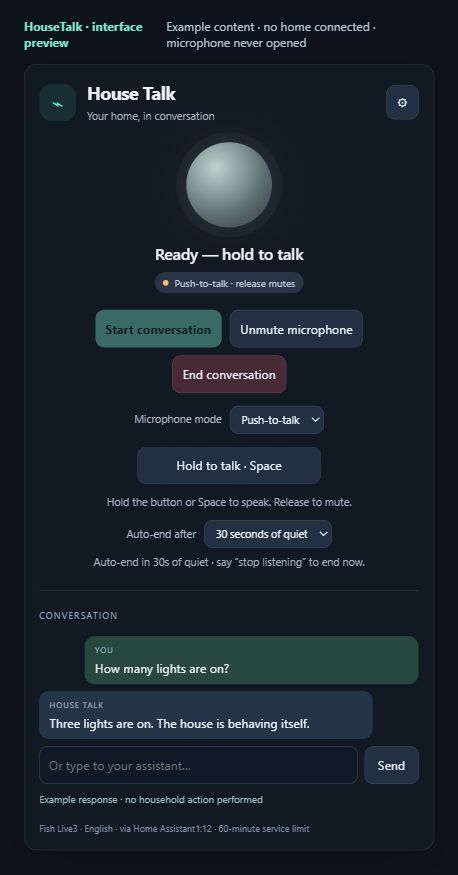 HouseTalk · interface preview
Example content · no home connected · microphone never opened
House Talk
Your home, in conversation
Ready — hold to talk
Push-to-talk · release mutes
Start conversation
Unmute microphone
End conversation
Microphone mode
Push-to-talk
Hold to talk · Space
Hold the button or Space to speak. Release to mute.
Auto-end after
30 seconds of quiet
Auto-end in 30s of quiet · say “stop listening” to end now.
CONVERSATION
YOU
How many lights are on?
HOUSE TALK
Three lights are on. The house is behaving itself.
Or type to your assistant...
Send
Example response · no household action performed
Fish Live3 · English · via Home Assistant1:12 · 60-minute service limit